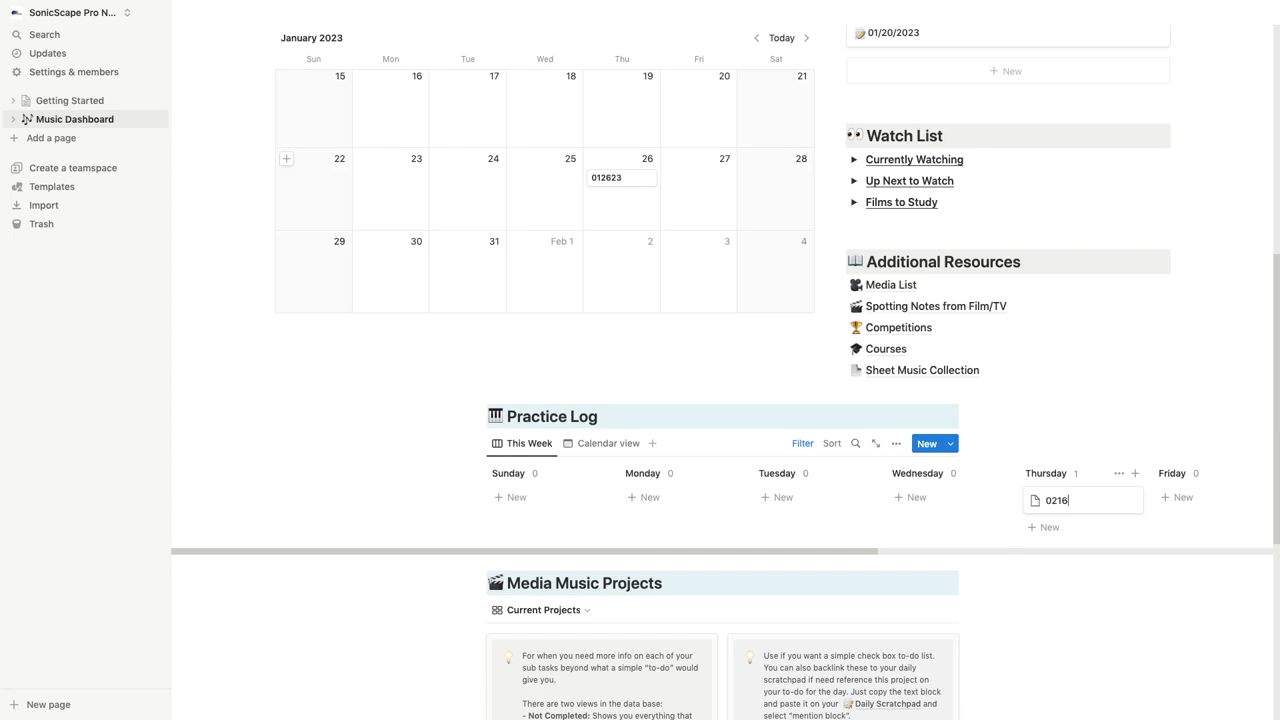 SonicScape Pro N...
Search
Updates
Settings & members
Getting Started
Music Dashboard
Add a page
Create a teamspace
Templates
Import
Trash
New page
January 2023
Today
Sun Mon Tue Wed Thu Fri Sat
15 16 17 18 19 20 21
22 23 24 25 26 27 28
012623
29 30 31 Feb 1 2 3 4
01/20/2023
New
Watch List
Currently Watching
Up Next to Watch
Films to Study
Additional Resources
Media List
Spotting Notes from Film/TV
Competitions
Courses
Sheet Music Collection
Practice Log
This Week Calendar view Filter Sort New
Sunday 0 Monday 0 Tuesday 0 Wednesday 0 Thursday 1 Friday 0
New New New New 0216 New
New
Media Music Projects
Current Projects
For when you need more info on each of your
sub tasks beyond what a simple “to-do” would
give you.
There are two views in the data base:
- Not Completed: Shows you everything that
Use if you want a simple check box to-do list.
You can also backlink these to your daily
scratchpad if need reference this project on
your to-do for the day. Just copy the text block
and paste it on your Daily Scratchpad and
select “mention block”.